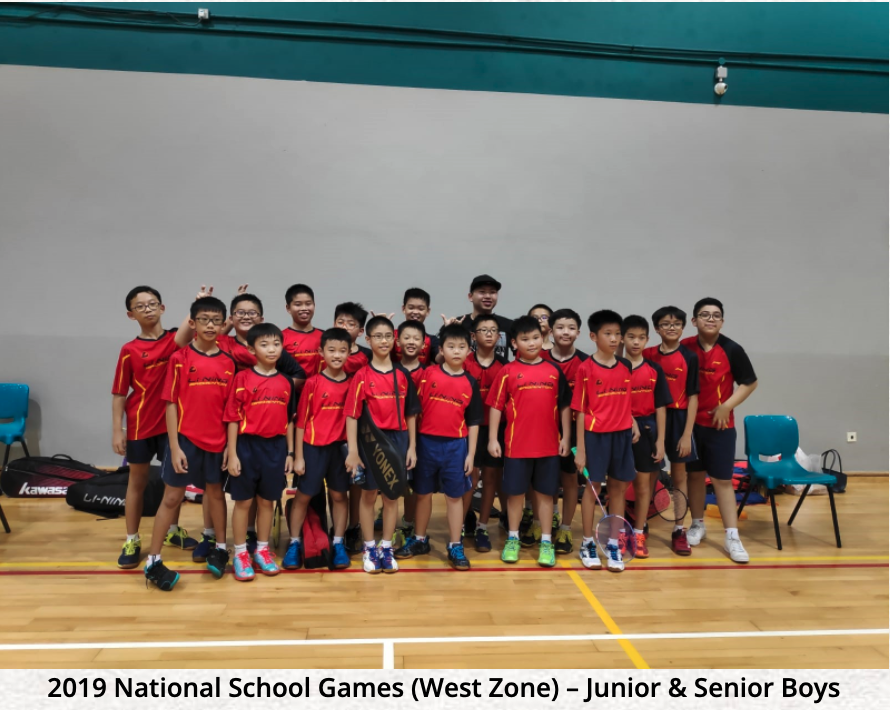 YONEX
Kawasa
LI-NING
2019 National School Games (West Zone) – Junior & Senior Boys